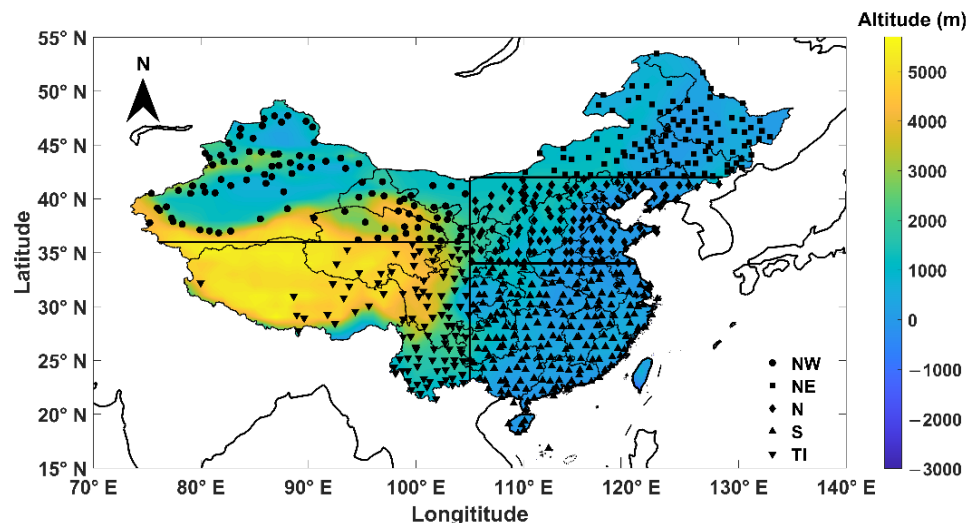 Altitude (m)
55° N
50° N
45° N
40° N
35° N
30° N
25° N
20° N
15° N
Latitude
N
NW
NE
N
S
TI
5000
4000
3000
2000
1000
0
−1000
−2000
−3000
70° E
80° E
90° E
100° E
110° E
120° E
130° E
140° E
Longititude